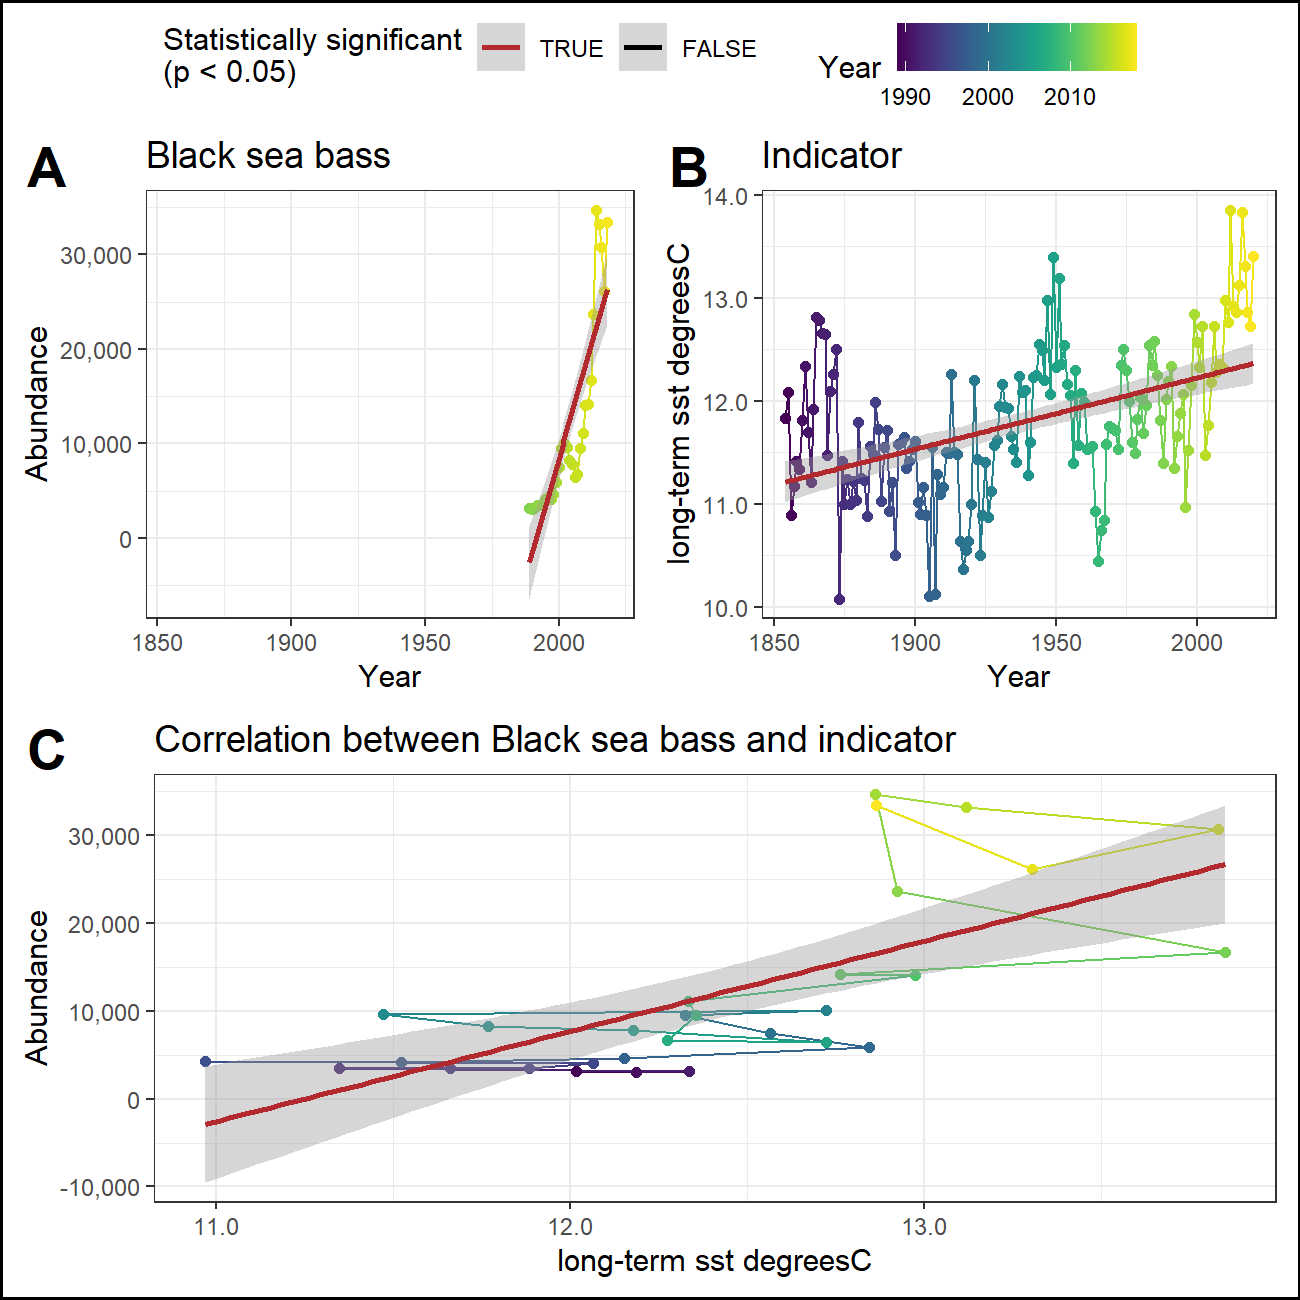 Statistically significant
(p < 0.05)
TRUE
FALSE
Year
1990
2000
2010
A
Black sea bass
Abundance
30,000
20,000
10,000
0
1850
1900
1950
2000
Year
B
Indicator
long-term sst degreesC
14.0
13.0
12.0
11.0
10.0
1850
1900
1950
2000
Year
C
Correlation between Black sea bass and indicator
Abundance
30,000
20,000
10,000
0
-10,000
11.0
12.0
13.0
long-term sst degreesC